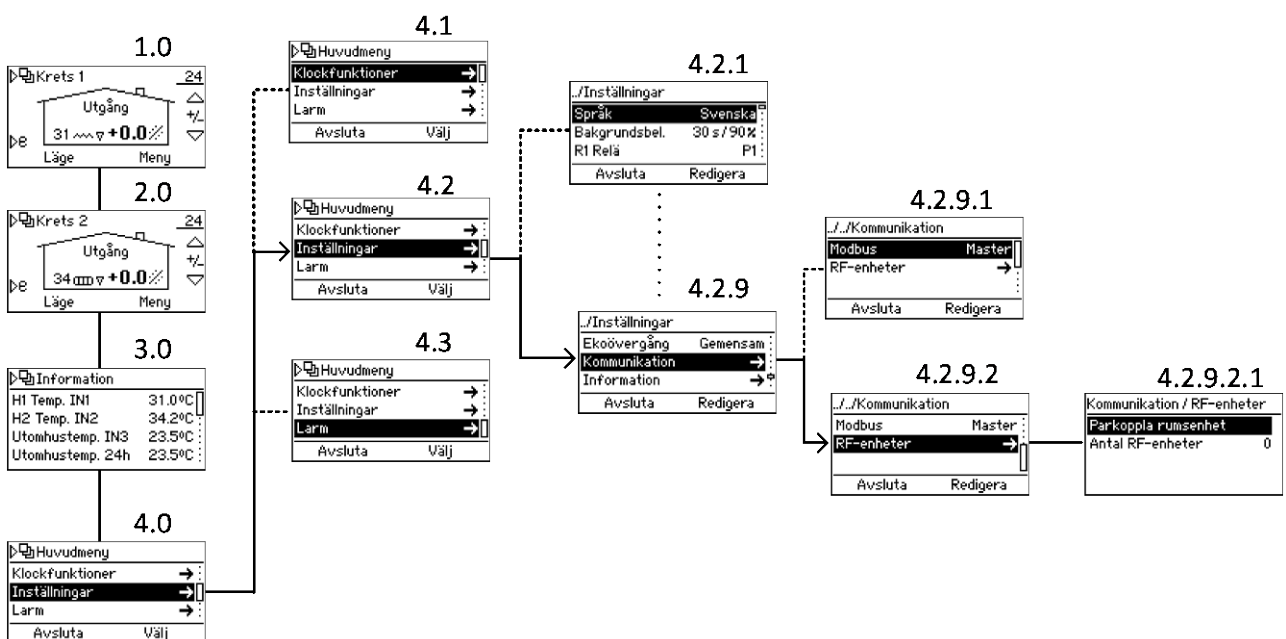 1.0
Krets 1 24
Utgång
+/-
31 +0.0
e
Läge Meny
2.0
Krets 2 24
Utgång
+/-
34 +0.0
e
Läge Meny
3.0
Information
H1 Temp. IN1 31.0ºC
H2 Temp. IN2 34.2ºC
Utomhustemp. IN3 23.5ºC
Utomhustemp. 24h 23.5ºC
4.0
Huvudmeny
Klockfunktioner →
Inställningar →
Larm →
Avsluta Välj
4.1
Huvudmeny
Klockfunktioner →
Inställningar →
Larm →
Avsluta Välj
4.2
Huvudmeny
Klockfunktioner →
Inställningar →
Larm →
Avsluta Välj
4.3
Huvudmeny
Klockfunktioner →
Inställningar →
Larm →
Avsluta Välj
4.2.1
../Inställningar
Språk Svenska
Bakgrundsbel. 30 s/90%
R1 Relä P1
Avsluta Redigera
4.2.9
../Inställningar
Ekoövergång Gemensam
Kommunikation →
Information →
Avsluta Redigera
4.2.9.1
../../Kommunikation
Modbus Master
RF-enheter →
Avsluta Redigera
4.2.9.2
../../Kommunikation
Modbus Master
RF-enheter →
Avsluta Redigera
4.2.9.2.1
Kommunikation / RF-enheter
Parkoppla rumsenhet
Antal RF-enheter 0